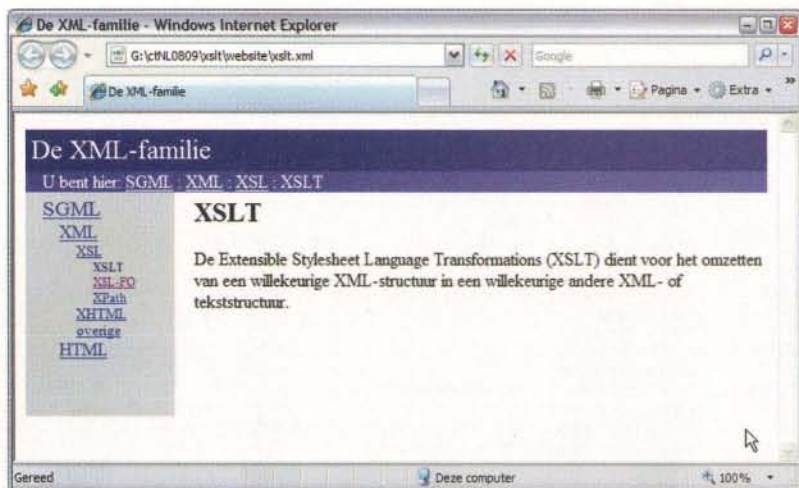 De XML-familie - Windows Internet Explorer
G:\ctNL0809\xslt\website\xslt.xml
Google
De XML-familie
Pagina
Extra
»
De XML-familie
U bent hier: SGML : XML : XSL : XSLT
SGML
XML
XSL
XSLT
XSL-FO
XPath
XHTML
overige
HTML
XSLT
De Extensible Stylesheet Language Transformations (XSLT) dient voor het omzetten
van een willekeurige XML-structuur in een willekeurige andere XML- of
tekststructuur.
Gereed
Deze computer
100%